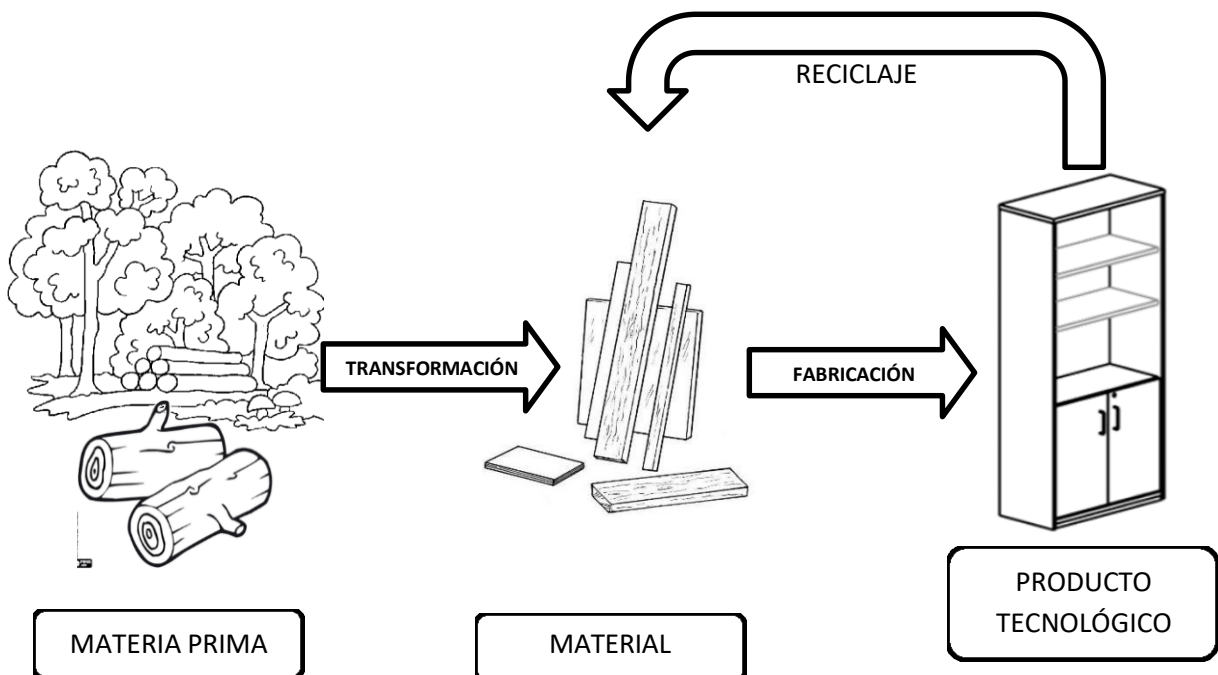 RECICLAJE
TRANSFORMACIÓN
FABRICACIÓN
MATERIA PRIMA
MATERIAL
PRODUCTO
TECNOLÓGICO